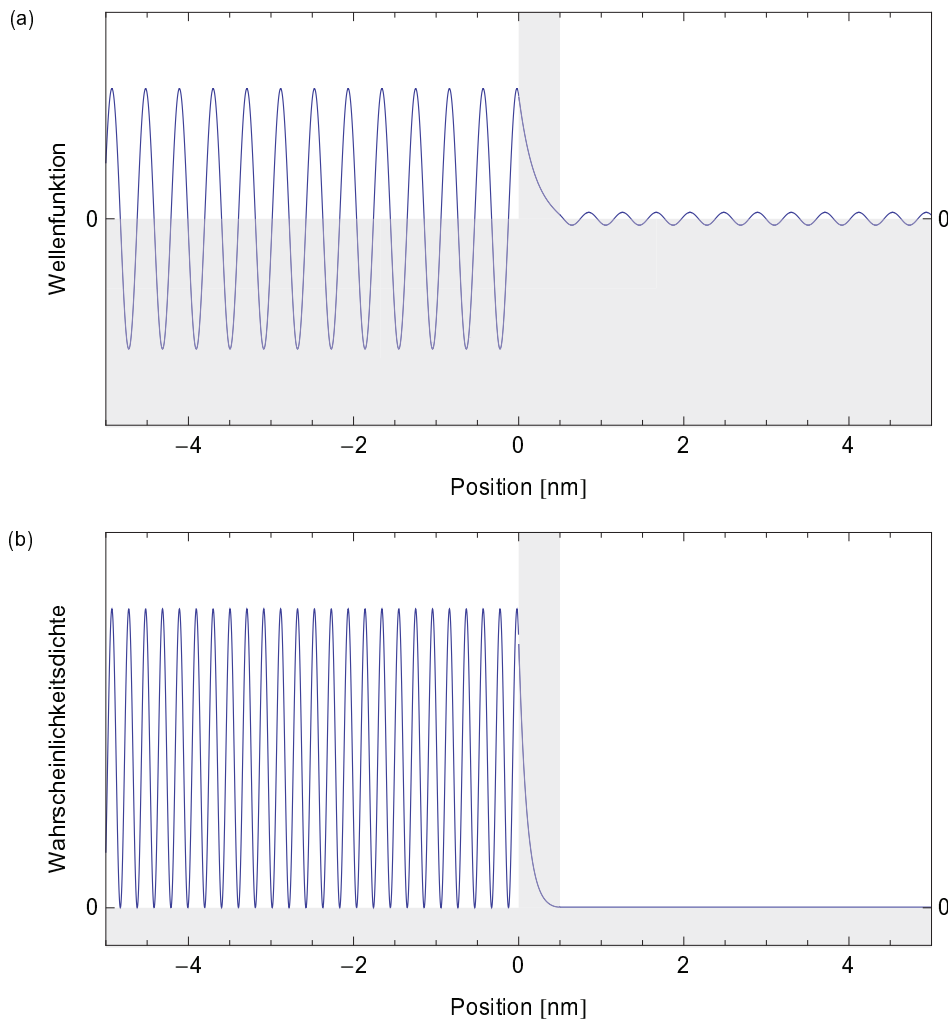 (a)
Wellenfunktion
0
0
−4
−2
0
2
4
Position [nm]
(b)
Wahrscheinlichkeitsdichte
0
0
−4
−2
0
2
4
Position [nm]